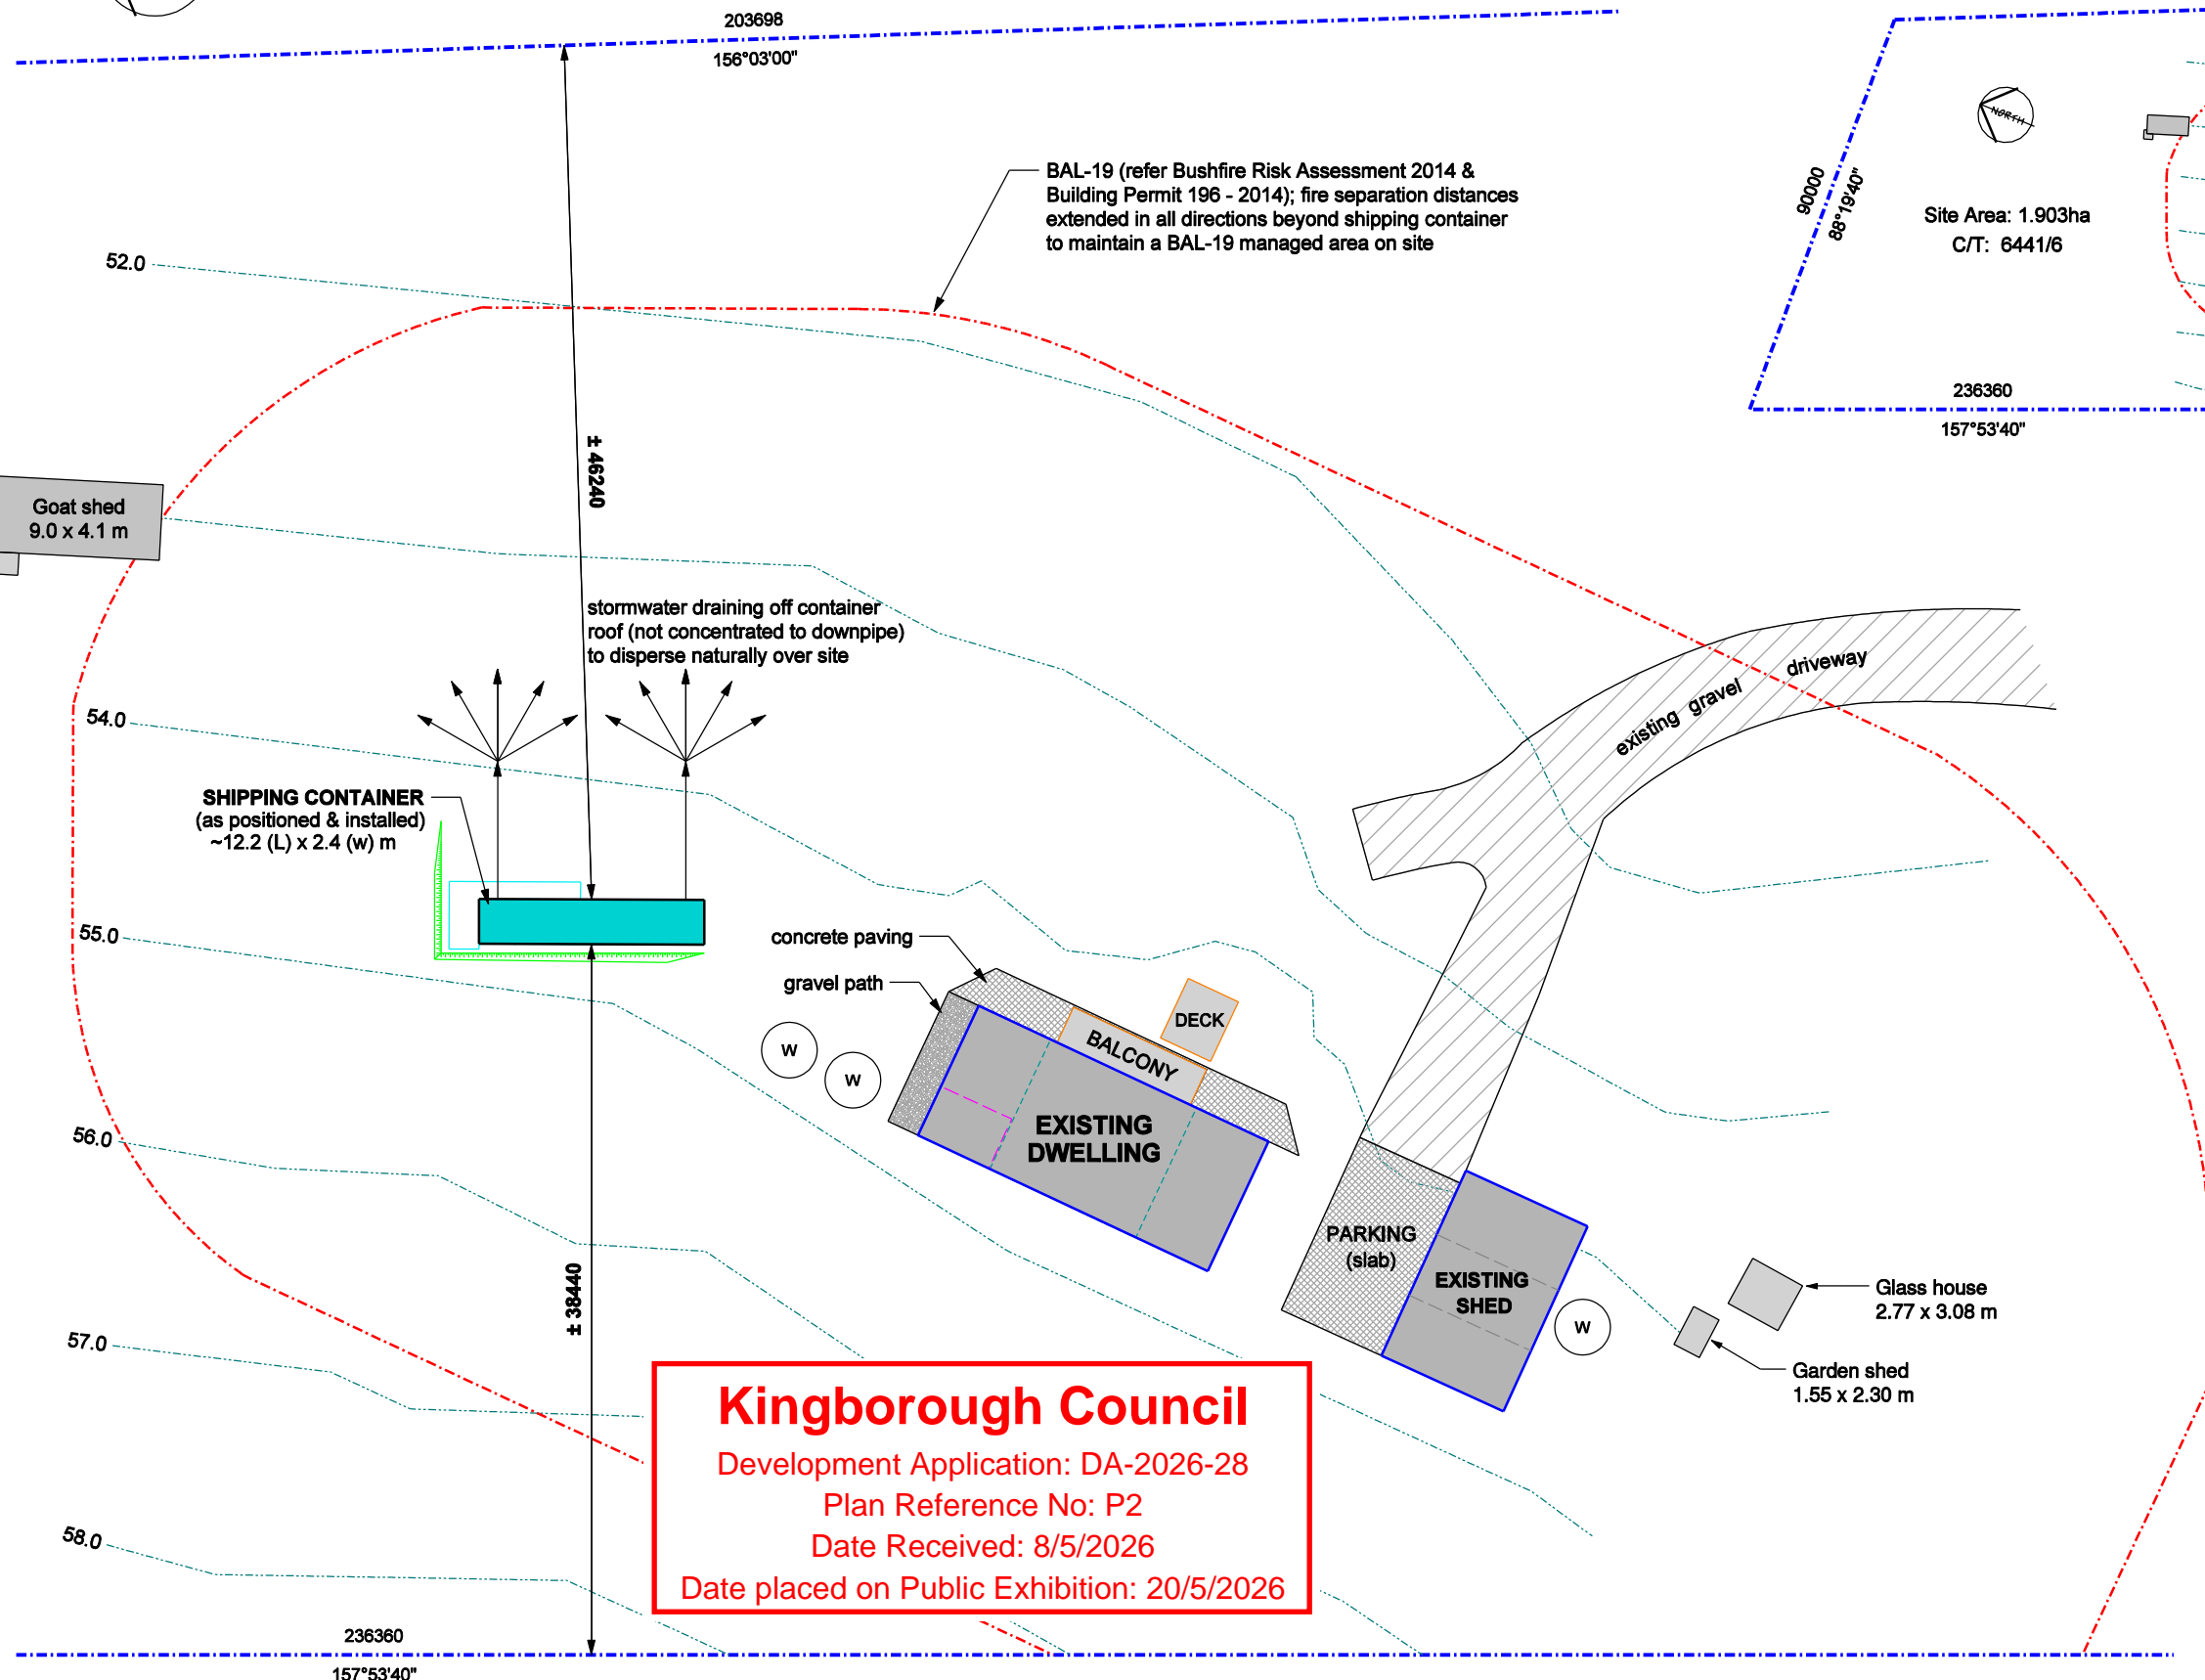 203698
156°03'00"
BAL-19 (refer Bushfire Risk Assessment 2014 &
Building Permit 196 - 2014); fire separation distances
extended in all directions beyond shipping container
to maintain a BAL-19 managed area on site
90000
88°19'40"
NORTH
Site Area: 1.903ha
C/T: 6441/6
236360
157°53'40"
52.0
± 46240
Goat shed
9.0 x 4.1 m
stormwater draining off container
roof (not concentrated to downpipe)
to disperse naturally over site
existing gravel driveway
54.0
SHIPPING CONTAINER
(as positioned & installed)
~12.2 (L) x 2.4 (w) m
55.0
concrete paving
gravel path
DECK
BALCONY
W
W
EXISTING
DWELLING
56.0
PARKING
(slab)
EXISTING
SHED
W
Glass house
2.77 x 3.08 m
Garden shed
1.55 x 2.30 m
± 38440
57.0
Kingborough Council
Development Application: DA-2026-28
Plan Reference No: P2
Date Received: 8/5/2026
Date placed on Public Exhibition: 20/5/2026
58.0
236360
157°53'40"